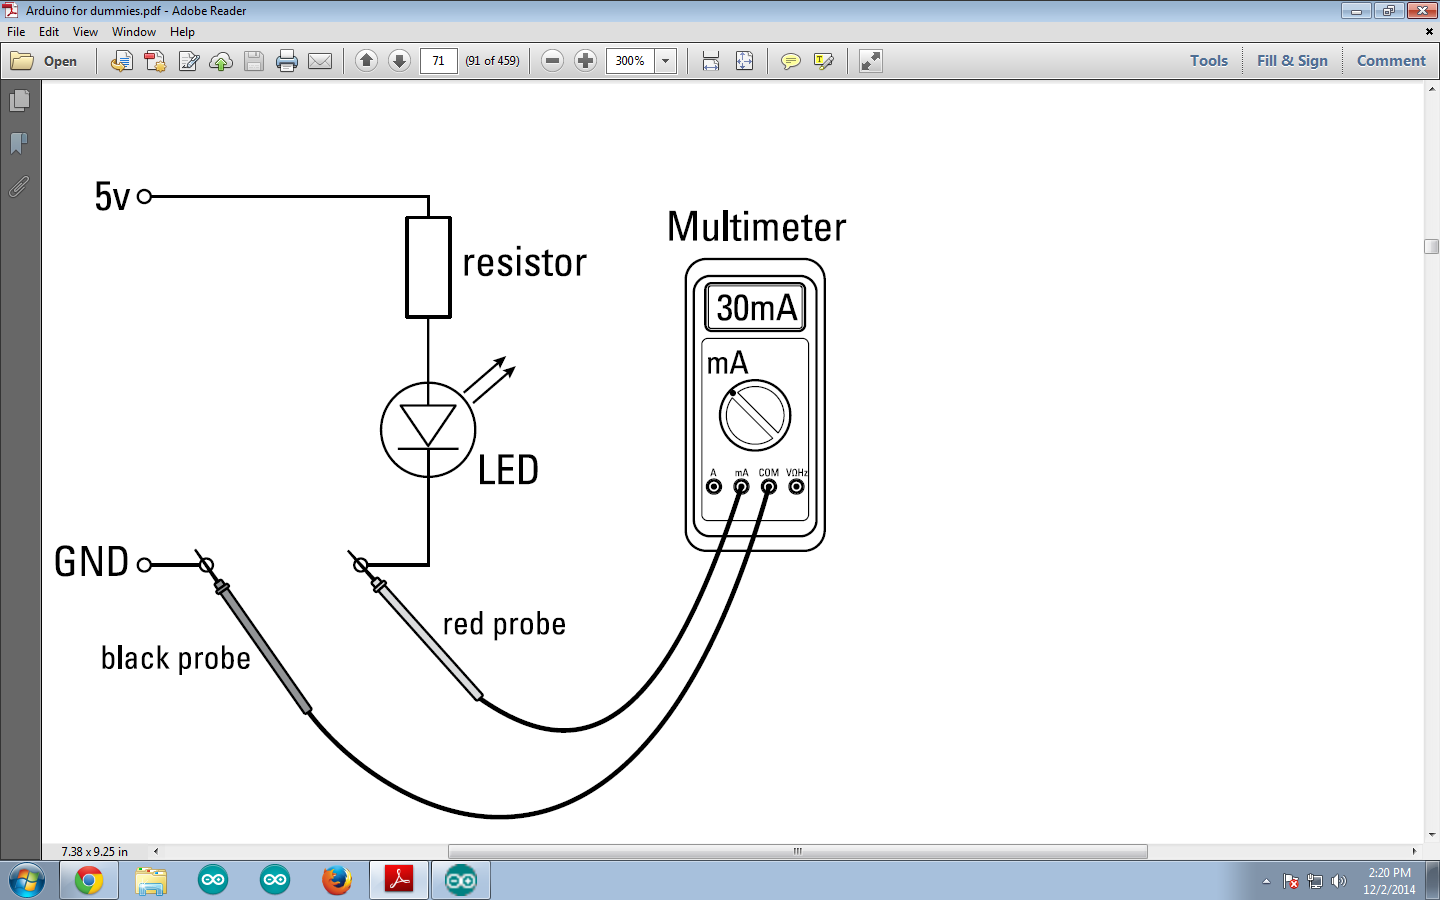 Arduino for dummies.pdf - Adobe Reader
File Edit View Window Help
Open 71 (91 of 459) 300% Tools Fill & Sign Comment
5v
resistor
Multimeter
30mA
mA
A mA COM VΩHz
LED
GND
red probe
black probe
7.38 x 9.25 in
2:20 PM
12/2/2014